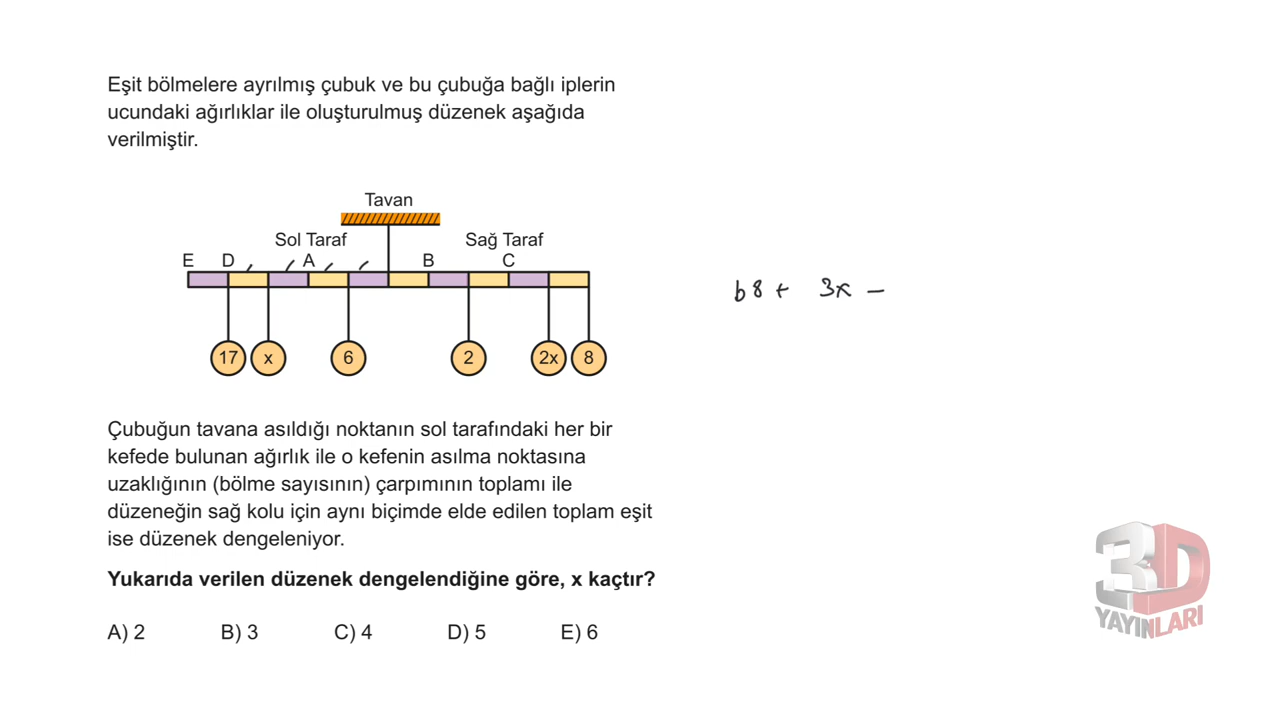 Eşit bölmelere ayrılmış çubuk ve bu çubuğa bağlı iplerin
ucundaki ağırlıklar ile oluşturulmuş düzenek aşağıda
verilmiştir.
Tavan
Sol Taraf Sağ Taraf
E D A B C
17 x 6 2 2x 8
68 + 3x −
Çubuğun tavana asıldığı noktanın sol tarafındaki her bir
kefede bulunan ağırlık ile o kefenin asılma noktasına
uzaklığının (bölme sayısının) çarpımının toplamı ile
düzeneğin sağ kolu için aynı biçimde elde edilen toplam eşit
ise düzenek dengeleniyor.
Yukarıda verilen düzenek dengelendiğine göre, x kaçtır?
A) 2 B) 3 C) 4 D) 5 E) 6
3D
YAYINLARI